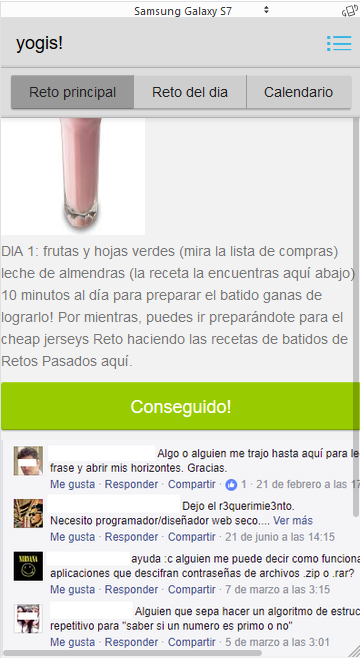 Samsung Galaxy S7
yogis!
Reto principal
Reto del dia
Calendario
DIA 1: frutas y hojas verdes (mira la lista de compras)
leche de almendras (la receta la encuentras aquí abajo)
10 minutos al día para preparar el batido ganas de
lograrlo! Por mientras, puedes ir preparándote para el
cheap jerseys Reto haciendo las recetas de batidos de
Retos Pasados aquí.
Conseguido!
Algo o alguien me trajo hasta aquí para le
frase y abrir mis horizontes. Gracias.
Me gusta · Responder · Compartir · 1 · 21 de febrero a las 17
Dejo el r3querimie3nto.
Necesito programador/diseñador web seco.... Ver más
Me gusta · Responder · Compartir · 21 de junio a las 14:15
NIRVANA
ayuda :c alguien me puede decir como funciona
aplicaciones que descifran contraseñas de archivos .zip o .rar?
Me gusta · Responder · Compartir · 7 de marzo a las 3:15
Alguien que sepa hacer un algoritmo de estruc
repetitivo para "saber si un numero es primo o no"
Me gusta · Responder · Compartir · 5 de marzo a las 3:01